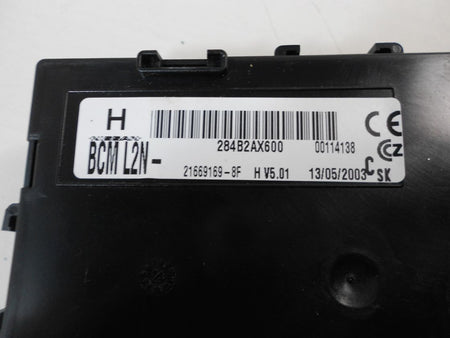 H
284B2AX600 00114138
BCM L2N-
21669169-8F H V5.01 13/05/2003
CE
CZ
C SK